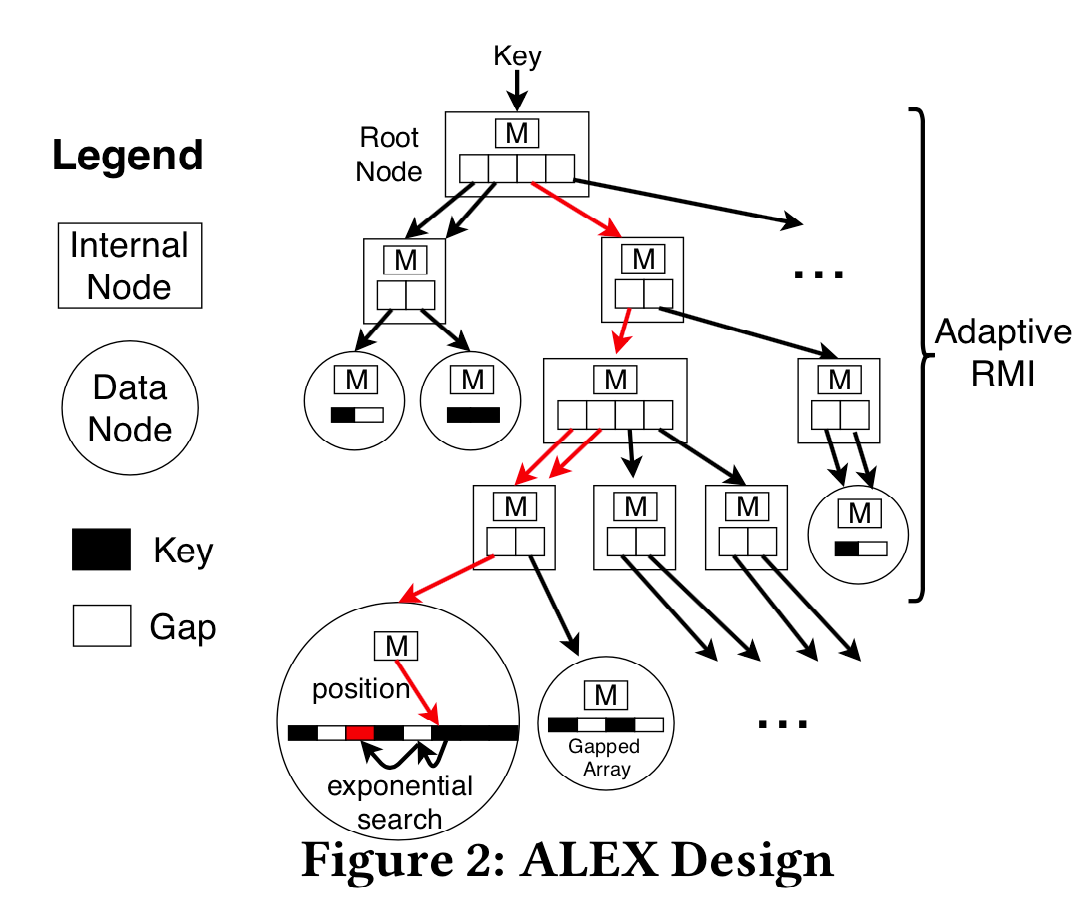 Key
Root
Node
M
Legend
Internal
Node
M
M
...
Adaptive
RMI
Data
Node
M
M
M
M
M
M
M
M
Key
Gap
M
position
exponential
search
M
Gapped
Array
...
Figure 2: ALEX Design